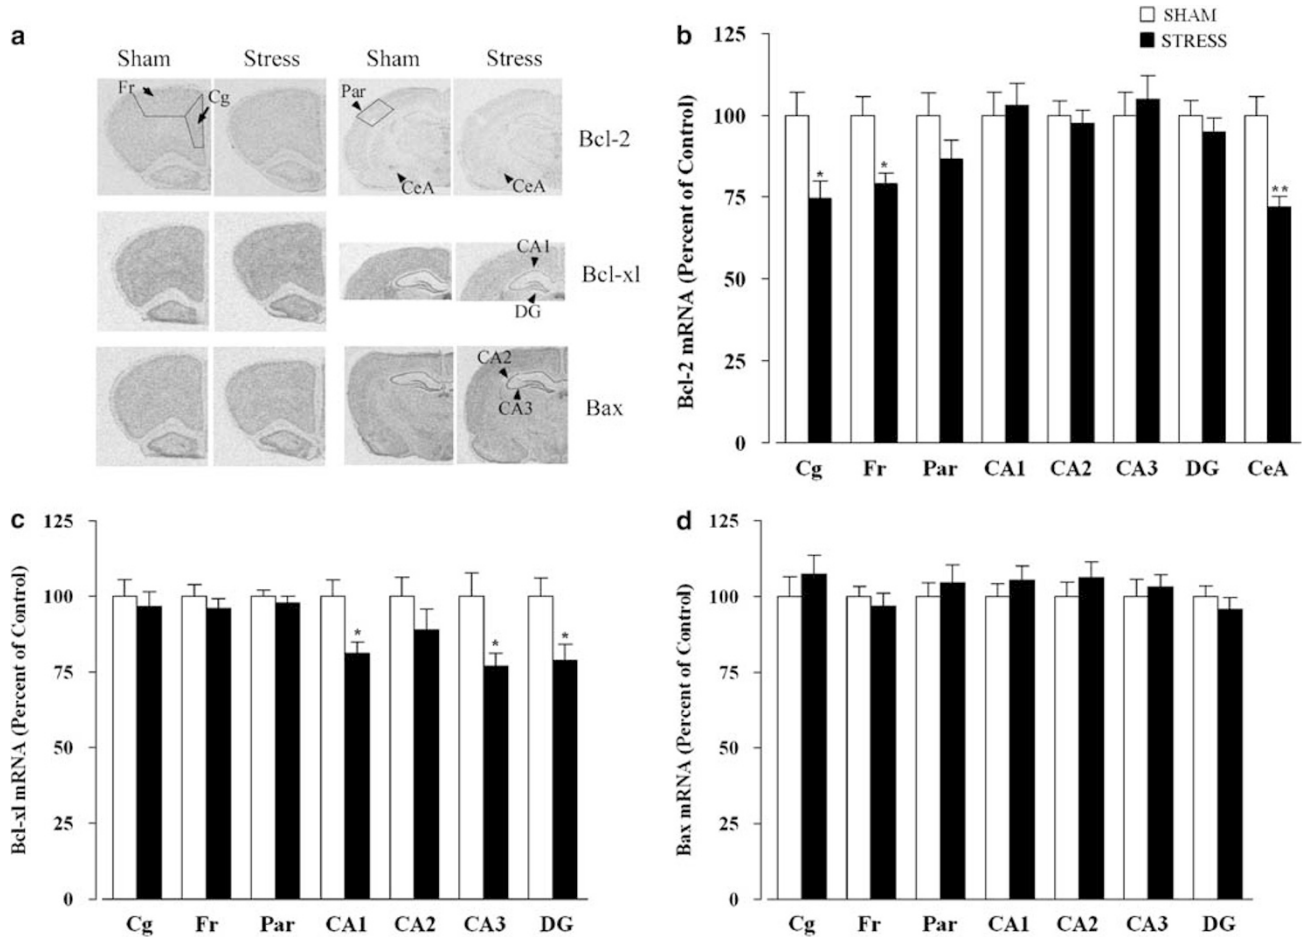 a
Sham Stress Sham Stress
Fr Cg Par
Bcl-2
CeA CeA
CA1
Bcl-xl
DG
CA2
CA3
Bax
b
SHAM
STRESS
Bcl-2 mRNA (Percent of Control)
125
100
75
50
25
0
* * **
Cg Fr Par CA1 CA2 CA3 DG CeA
c
Bcl-xl mRNA (Percent of Control)
125
100
75
50
25
0
* * *
Cg Fr Par CA1 CA2 CA3 DG
d
Bax mRNA (Percent of Control)
125
100
75
50
25
0
Cg Fr Par CA1 CA2 CA3 DG